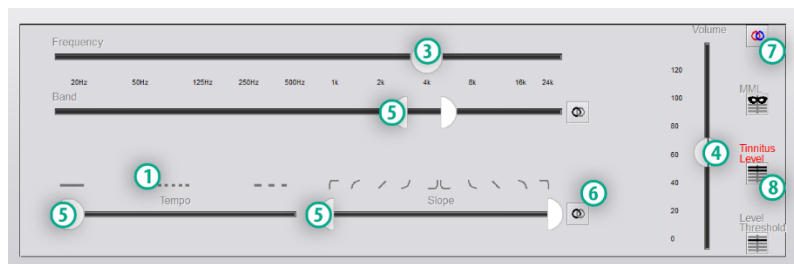 Frequency
3
20Hz 50Hz 125Hz 250Hz 500Hz 1k 2k 4k 8k 16k 24k
Band
5
1
Tempo
5
5
Slope
6
Volume
120
100
80
60
40
20
0
4
7
MML
Tinnitus
Level
8
Level
Threshold